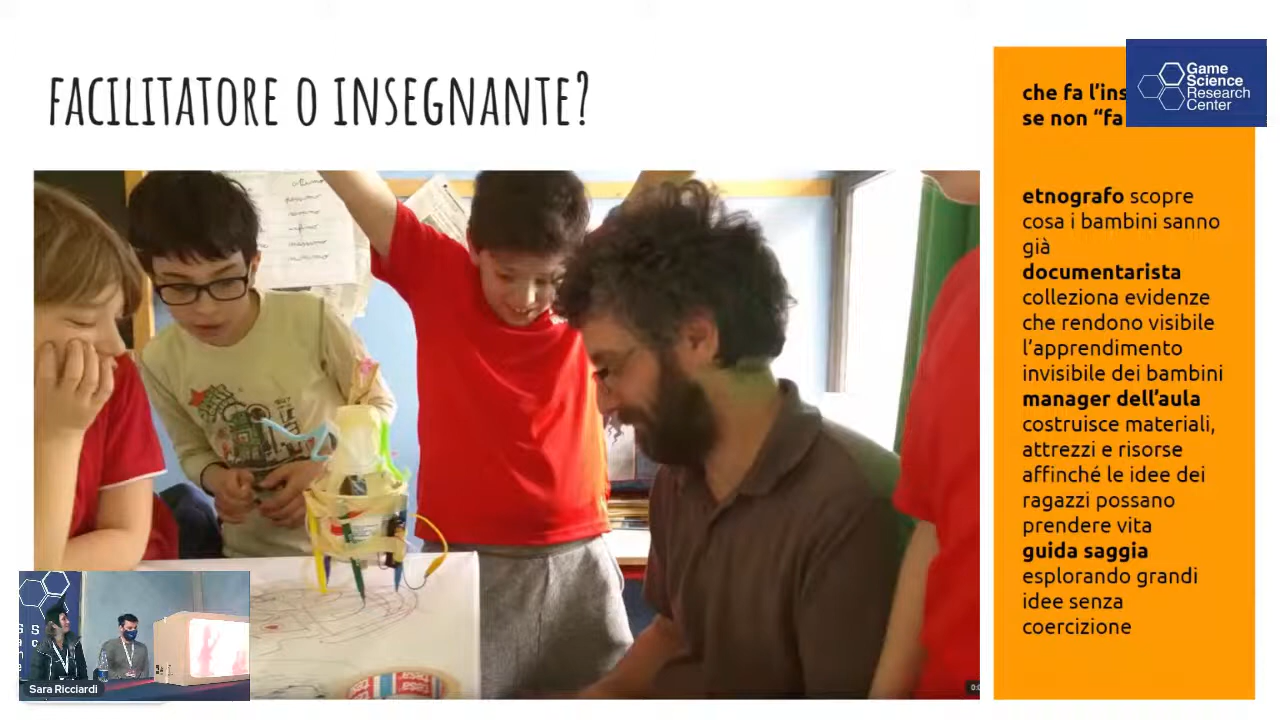 FACILITATORE O INSEGNANTE?
che fa l'ins
se non “fa
Game
Science
Research
Center
etnografo scopre
cosa i bambini sanno
già
documentarista
colleziona evidenze
che rendono visibile
l'apprendimento
invisibile dei bambini
manager dell'aula
costruisce materiali,
attrezzi e risorse
affinché le idee dei
ragazzi possano
prendere vita
guida saggia
esplorando grandi
idee senza
coercizione
Sara Ricciardi